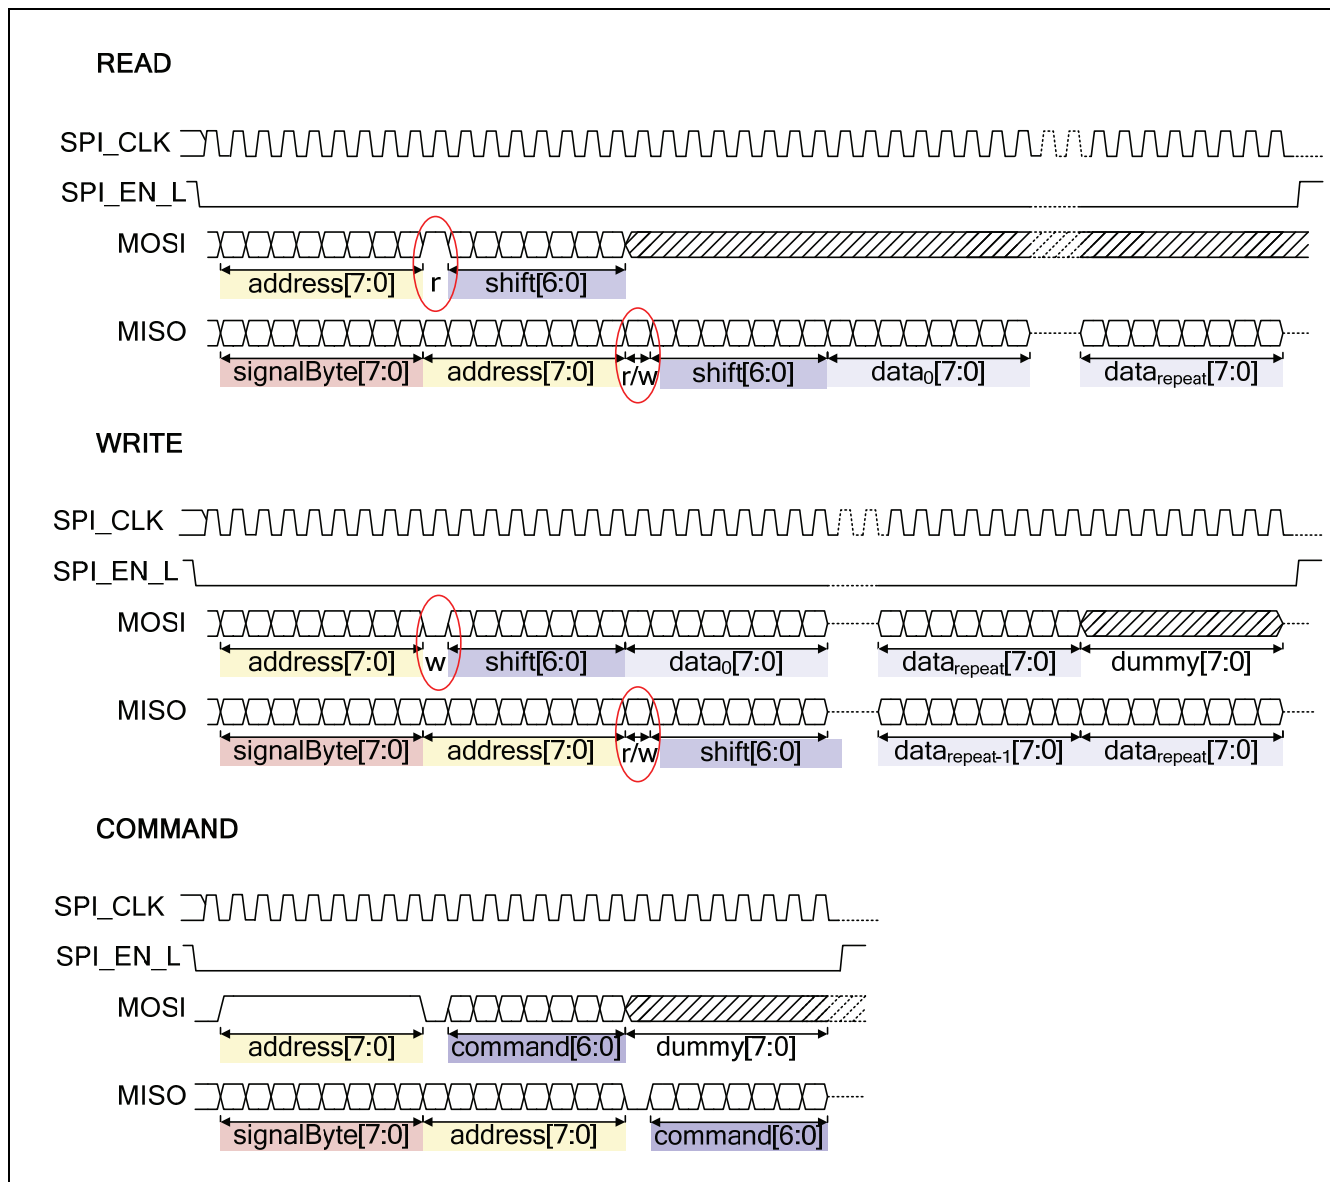 READ
SPI_CLK
SPI_EN_L
MOSI
address[7:0] r shift[6:0]
MISO
signalByte[7:0] address[7:0] r/w shift[6:0] data0[7:0] datarepeat[7:0]
WRITE
SPI_CLK
SPI_EN_L
MOSI
address[7:0] w shift[6:0] data0[7:0] datarepeat[7:0] dummy[7:0]
MISO
signalByte[7:0] address[7:0] r/w shift[6:0] datarepeat-1[7:0] datarepeat[7:0]
COMMAND
SPI_CLK
SPI_EN_L
MOSI
address[7:0] command[6:0] dummy[7:0]
MISO
signalByte[7:0] address[7:0] command[6:0]